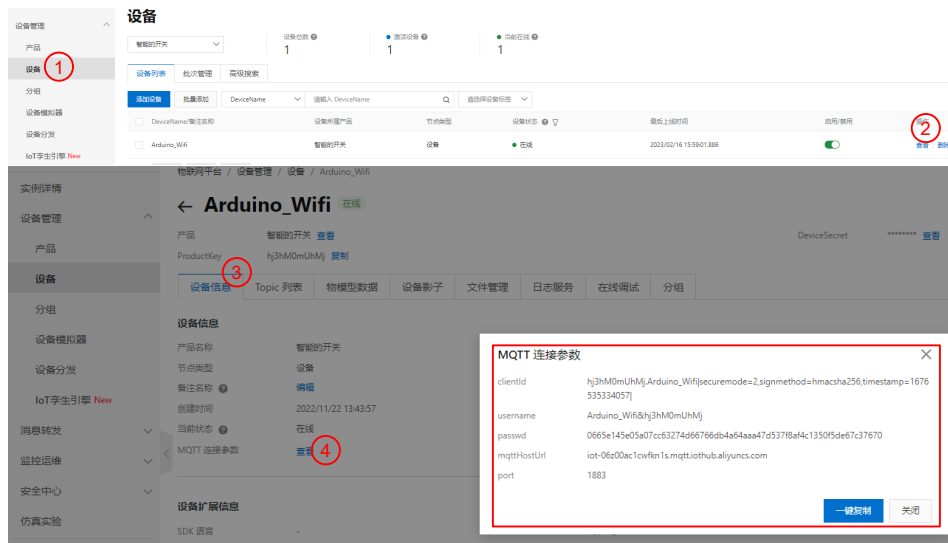 设备
设备管理
产品
设备 1
分组
设备模拟器
设备分发
IoT孪生引擎 New
智能的开关
设备总数
1
激活设备
1
当前在线
1
设备列表 批次管理 高级搜索
添加设备 批量添加 DeviceName 请输入 DeviceName 请选择设备标签
DeviceName/备注名称 设备所属产品 节点类型 设备状态 最后上线时间 启用/禁用 操作
2
Arduino_Wifi 智能的开关 设备 在线 2023/02/16 15:59:01.886 查看 删除
物联网平台 / 设备管理 / 设备 / Arduino_Wifi
实例详情
设备管理
产品
设备
分组
设备模拟器
设备分发
IoT孪生引擎 New
消息转发
监控运维
安全中心
仿真实验
← Arduino_Wifi 在线
产品 智能的开关 查看
DeviceSecret ******** 查看
ProductKey hj3hM0mUhMj 复制
3
设备信息 Topic 列表 物模型数据 设备影子 文件管理 日志服务 在线调试 分组
设备信息
产品名称 智能的开关
节点类型 设备
备注名称 编辑
创建时间 2022/11/22 13:43:57
当前状态 在线
MQTT 连接参数 查看 4
设备扩展信息
SDK 语言 -
MQTT 连接参数
clientId hj3hM0mUhMj.Arduino_Wifi|securemode=2,signmethod=hmacsha256,timestamp=1676
535334057|
username Arduino_Wifi&hj3hM0mUhMj
passwd 0665e145e05a07cc63274d66766db4a64aaa47d537f8af4c1350f5de67c37670
mqttHostUrl iot-06z00ac1cwfkn1s.mqtt.iothub.aliyuncs.com
port 1883
一键复制 关闭